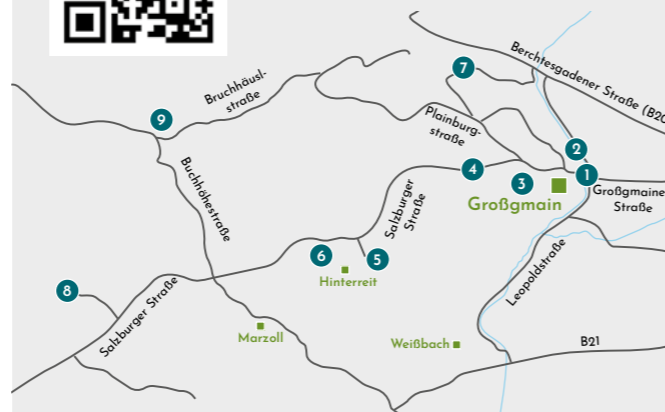 7
Berchtesgadener Straße (B20
Bruchhäusl-
straße
Plainburg-
straße
9
2
4
3
1
Großgmain
Großgmaine
Straße
Buchhöhestraße
Salzburger
Straße
6
5
Hinterreit
Leopoldstraße
8
Salzburger Straße
Marzoll
Weißbach
B21